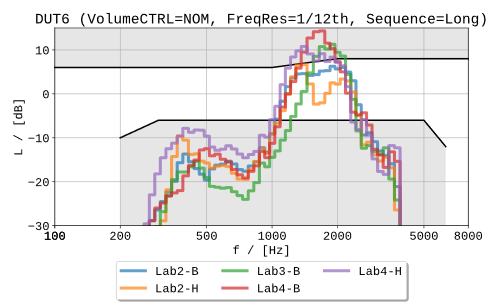 DUT6 (VolumeCTRL=NOM, FreqRes=1/12th, Sequence=Long)
10
0
−10
−20
−30
L / [dB]
100 200 500 1000 2000 5000 8000
f / [Hz]
Lab2-B Lab3-B Lab4-H
Lab2-H Lab4-B